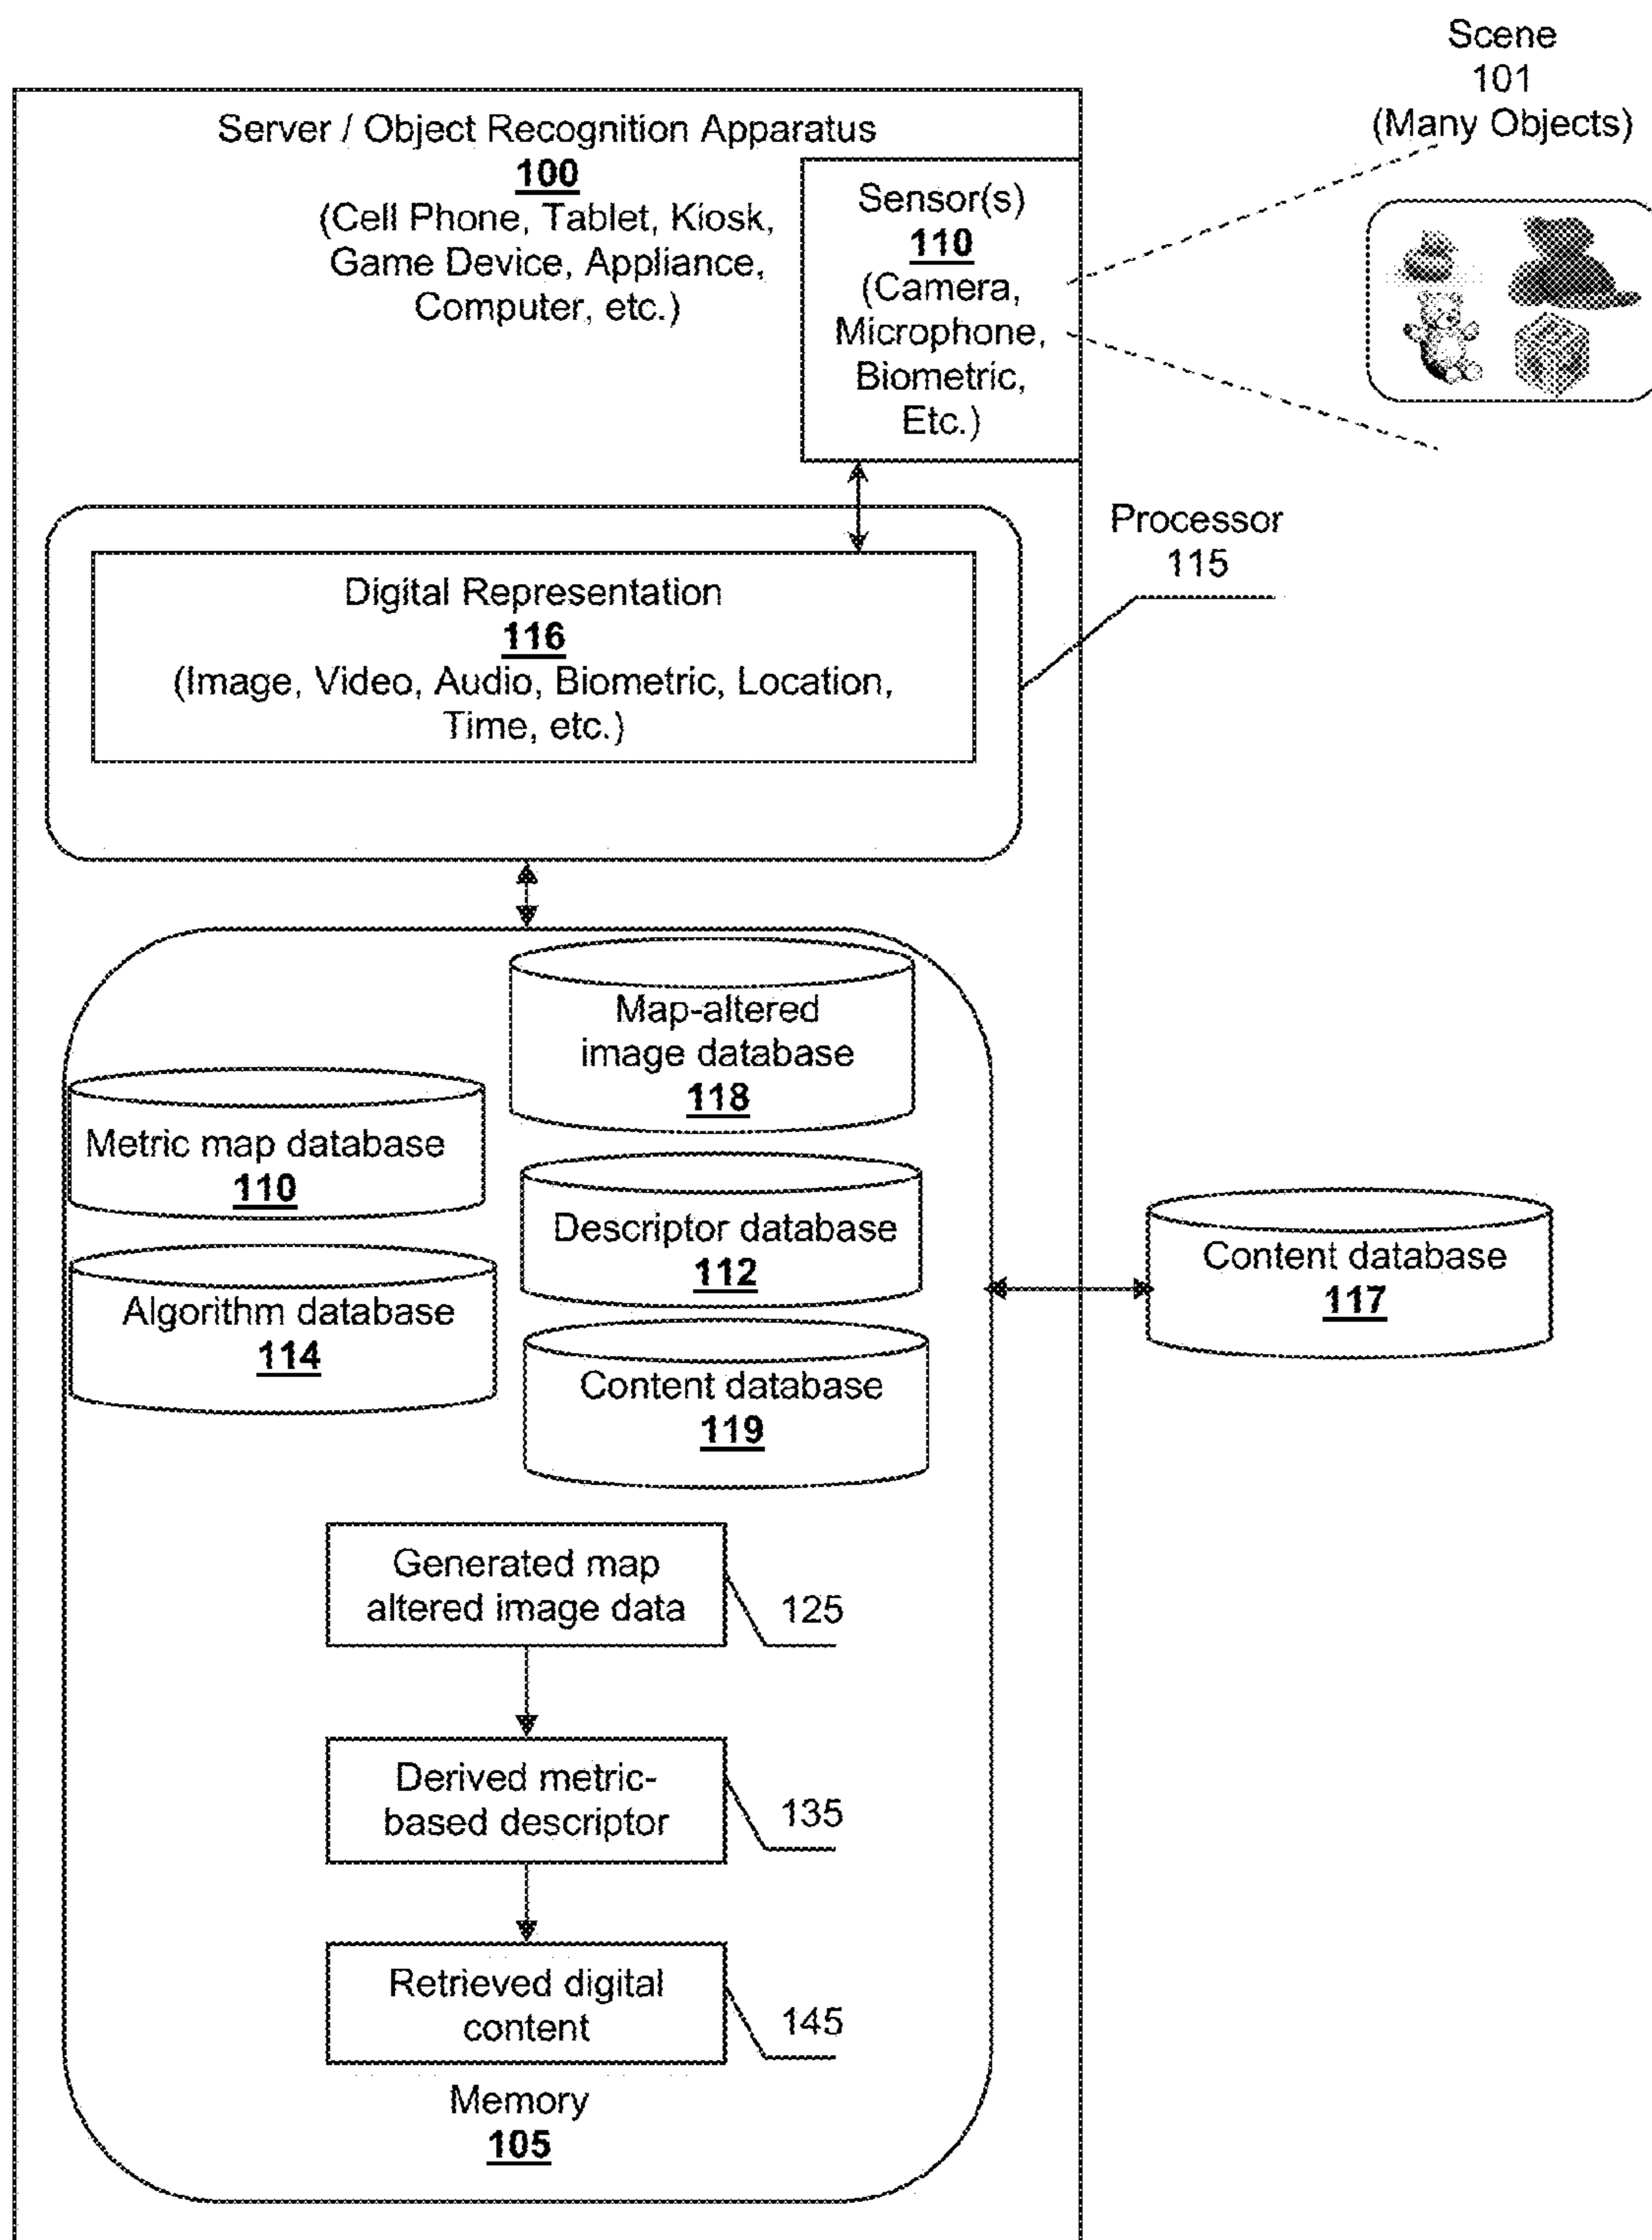 Scene
101
(Many Objects)
Server / Object Recognition Apparatus
100
(Cell Phone, Tablet, Kiosk,
Game Device, Appliance,
Computer, etc.)
Sensor(s)
110
(Camera,
Microphone,
Biometric,
Etc.)
Processor
115
Digital Representation
116
(Image, Video, Audio, Biometric, Location,
Time, etc.)
Map-altered
image database
118
Metric map database
110
Descriptor database
112
Algorithm database
114
Content database
119
Content database
117
Generated map
altered image data
125
Derived metric-
based descriptor
135
Retrieved digital
content
145
Memory
105